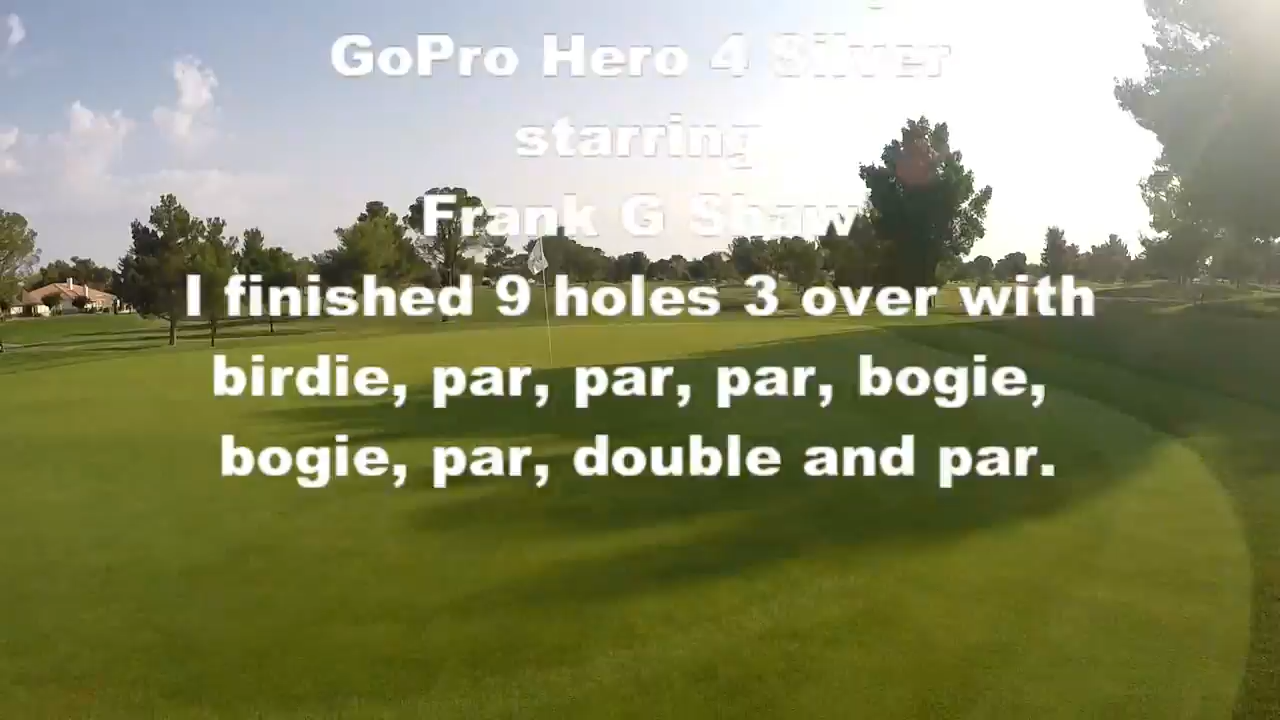 GoPro Hero 4 Silver
starring
Frank G Shaw
I finished 9 holes 3 over with
birdie, par, par, par, bogie,
bogie, par, double and par.